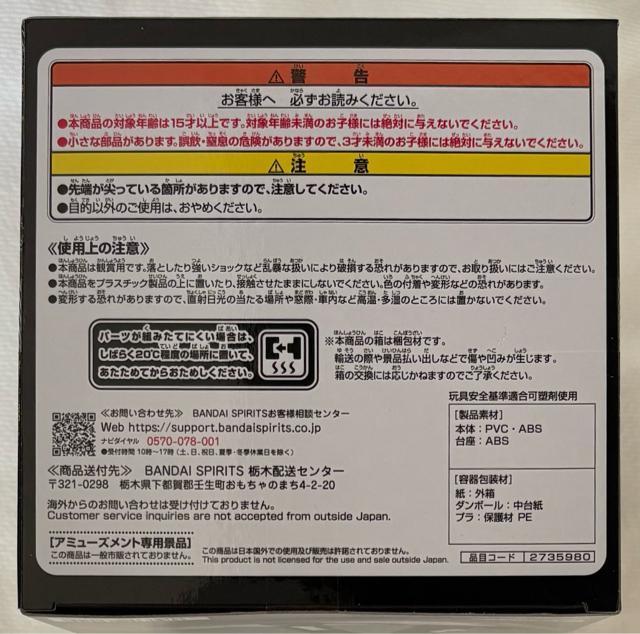 ⚠警告
お客様へ 必ずお読みください。
●本商品の対象年齢は15才以上です。対象年齢未満のお子様には絶対に与えないでください。
●小さな部品があります。誤飲・窒息の危険がありますので、3才未満のお子様には絶対に与えないでください。
⚠注意
●先端が尖っている箇所がありますので、注意してください。
●目的以外のご使用は、おやめください。
《使用上の注意》
●本商品は観賞用です。落としたり強いショックなど乱暴な扱いにより破損する恐れがありますので、お取り扱いにはご注意ください。
●本商品をプラスチック製品の上に置いたり、接触させたままにしないでください。色の付着や変形などの恐れがあります。
●変形する恐れがありますので、直射日光の当たる場所や窓際・車内など高温・多湿のところには置かないでください。
パーツが組みたてにくい場合は、
しばらく20℃程度の場所に置いて、
あたためてからおためしください。
※本商品の箱は梱包材です。
輸送の際や景品払い出しなどで傷や凹みが生じます。
箱の交換には応じかねますのでご了承ください。
《お問い合わせ先》 BANDAI SPIRITSお客様相談センター
Web https://support.bandaispirits.co.jp
ナビダイヤル 0570-078-001
●受付時間 10時~17時(土、日、祝日、夏季・冬季休業日を除く)
《商品送付先》 BANDAI SPIRITS 栃木配送センター
〒321-0298 栃木県下都賀郡壬生町おもちゃのまち4-2-20
海外からのお問い合わせは受け付けておりません。
Customer service inquiries are not accepted from outside Japan.
[アミューズメント専用景品]
この商品は一般市販されておりません。
この商品は日本国外での使用及び販売は許諾されておりません。
This product is not licensed for the use and sale outside Japan.
玩具安全基準適合可塑剤使用
[製品素材]
本体:PVC・ABS
台座:ABS
[容器包装材]
紙:外箱
ダンボール:中台紙
プラ:保護材 PE
品目コード 2735980